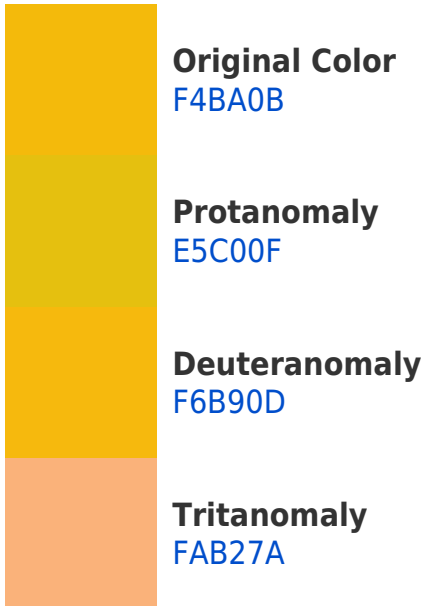 Original Color
F4BA0B
Protanomaly
E5C00F
Deuteranomaly
F6B90D
Tritanomaly
FAB27A